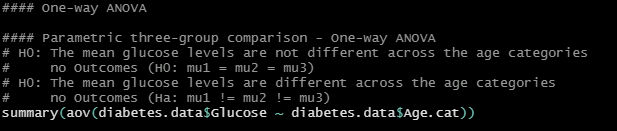 #### One-way ANOVA
#### Parametric three-group comparison - One-way ANOVA
# H0: The mean glucose levels are not different across the age categories
#     no Outcomes (H0: mu1 = mu2 = mu3)
# H0: The mean glucose levels are different across the age categories
#     no Outcomes (Ha: mu1 != mu2 != mu3)
summary(aov(diabetes.data$Glucose ~ diabetes.data$Age.cat))